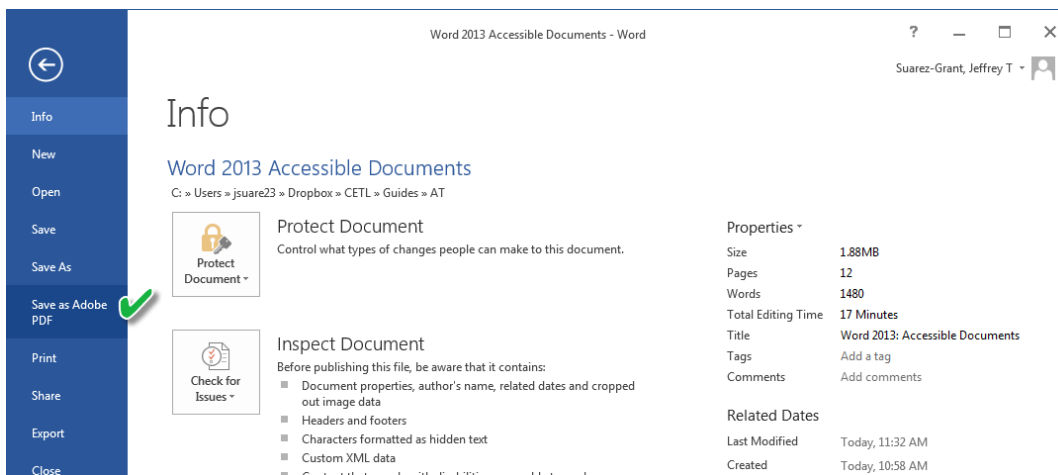 Word 2013 Accessible Documents - Word
?
Suarez-Grant, Jeffrey T
Info
New
Open
Save
Save As
Save as Adobe
PDF
Print
Share
Export
Close
Info
Word 2013 Accessible Documents
C: » Users » jsuare23 » Dropbox » CETL » Guides » AT
Protect
Document
Protect Document
Control what types of changes people can make to this document.
Check for
Issues
Inspect Document
Before publishing this file, be aware that it contains:
Document properties, author's name, related dates and cropped
out image data
Headers and footers
Characters formatted as hidden text
Custom XML data
Properties
Size 1.88MB
Pages 12
Words 1480
Total Editing Time 17 Minutes
Title Word 2013: Accessible Documents
Tags Add a tag
Comments Add comments
Related Dates
Last Modified Today, 11:32 AM
Created Today, 10:58 AM